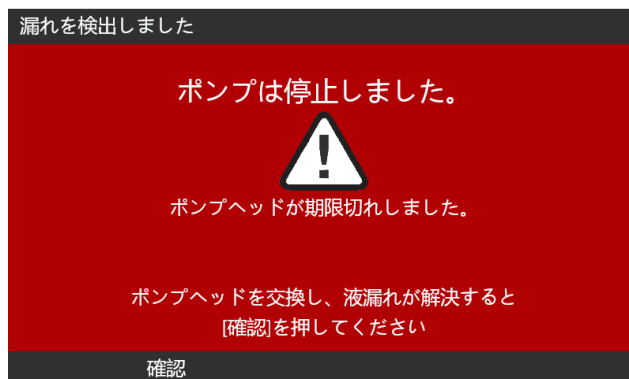 漏れを検出しました
ポンプは停止しました。
!
ポンプヘッドが期限切れしました。
ポンプヘッドを交換し、液漏れが解決すると
[確認]を押してください
確認